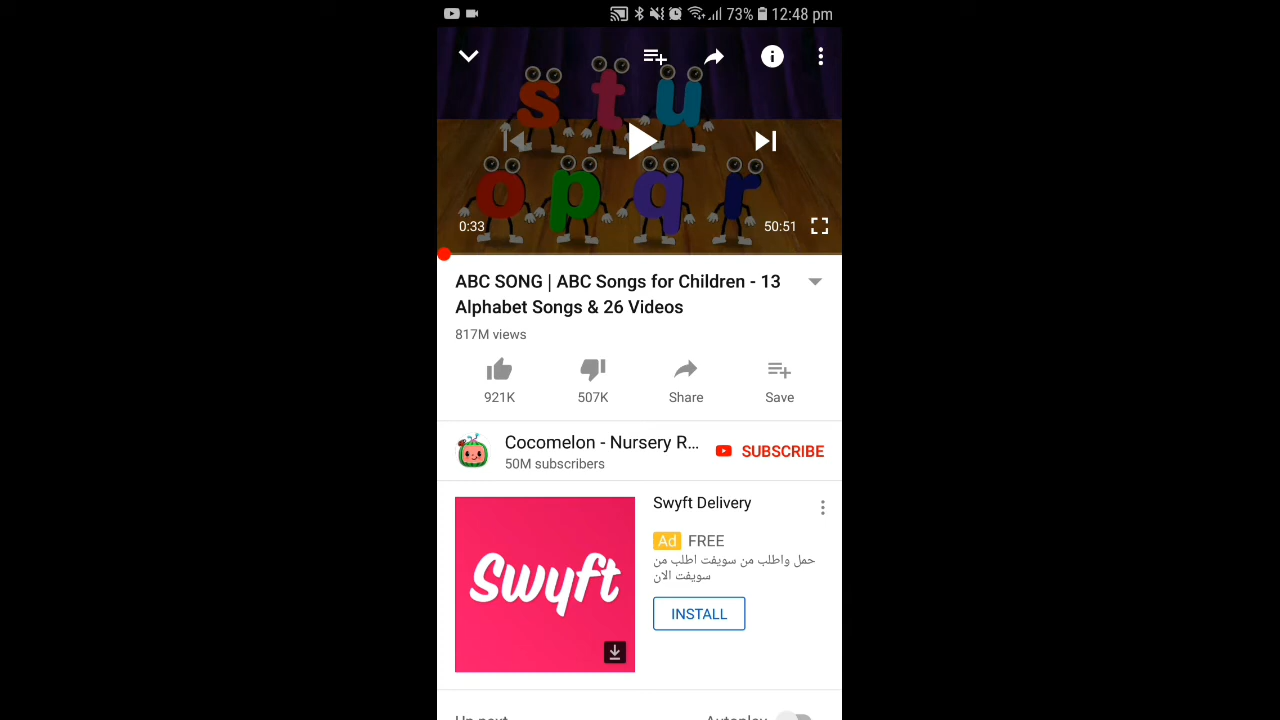 73% 12:48 pm
s t u
o p q r
0:33 50:51
ABC SONG | ABC Songs for Children - 13
Alphabet Songs & 26 Videos
817M views
921K 507K Share Save
Cocomelon - Nursery R... SUBSCRIBE
50M subscribers
Swyft Delivery
Ad FREE
حمل واطلب من سويفت اطلب من
سويفت الان
Swyft
INSTALL
Up next Autoplay